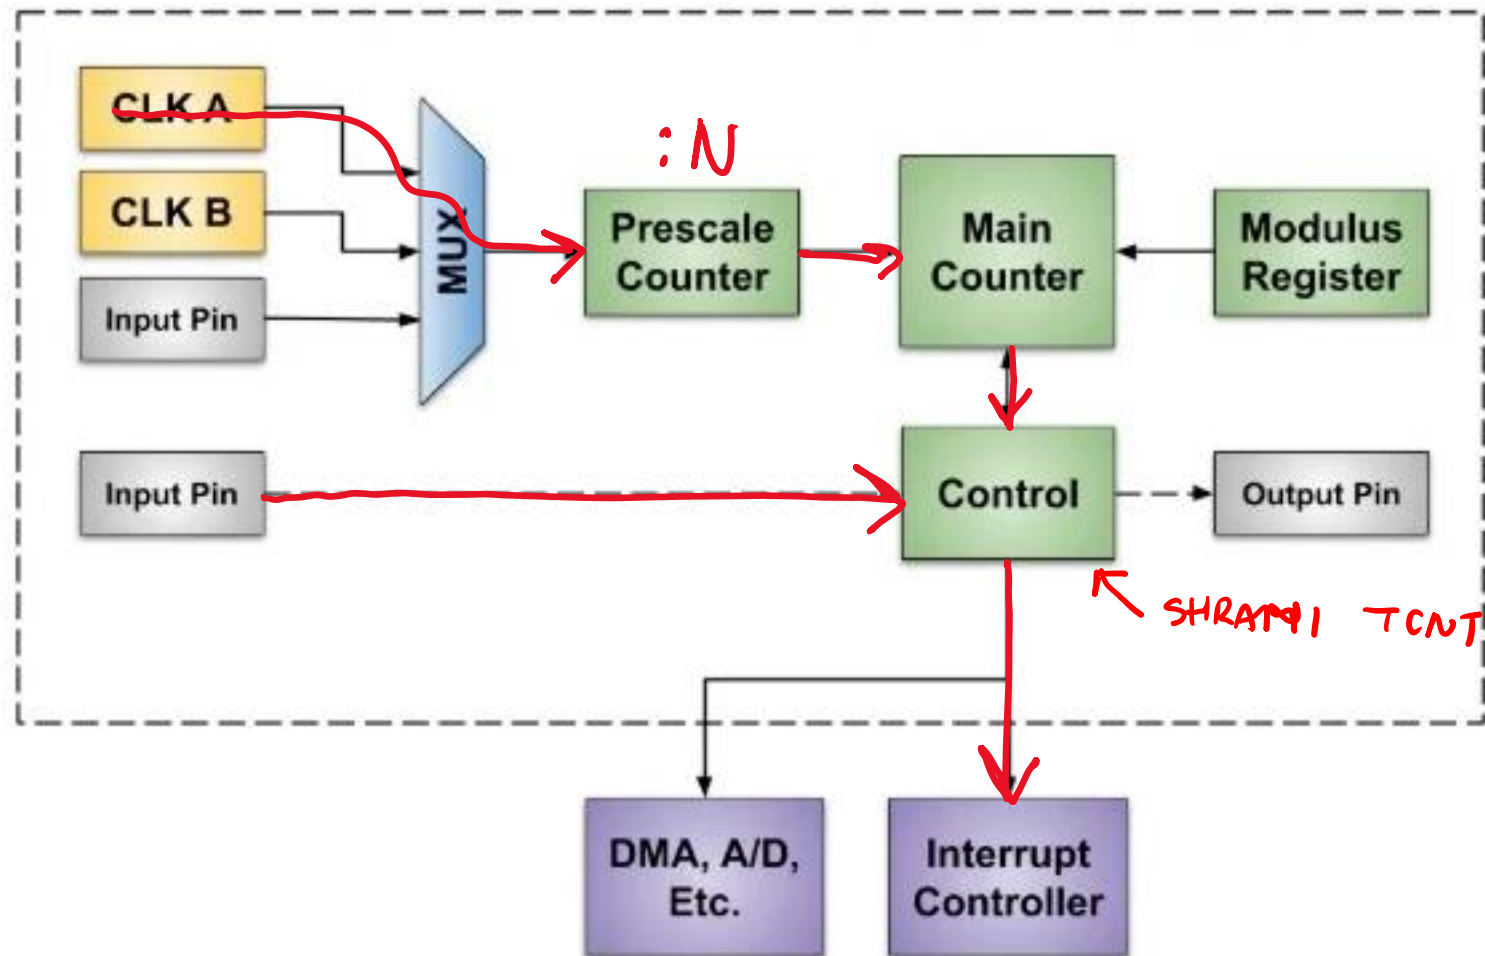 CLK A
:N
CLK B
MUX
Prescale
Counter
Main
Counter
Modulus
Register
Input Pin
Input Pin
Control
Output Pin
SHRANI TCNT
DMA, A/D,
Etc.
Interrupt
Controller